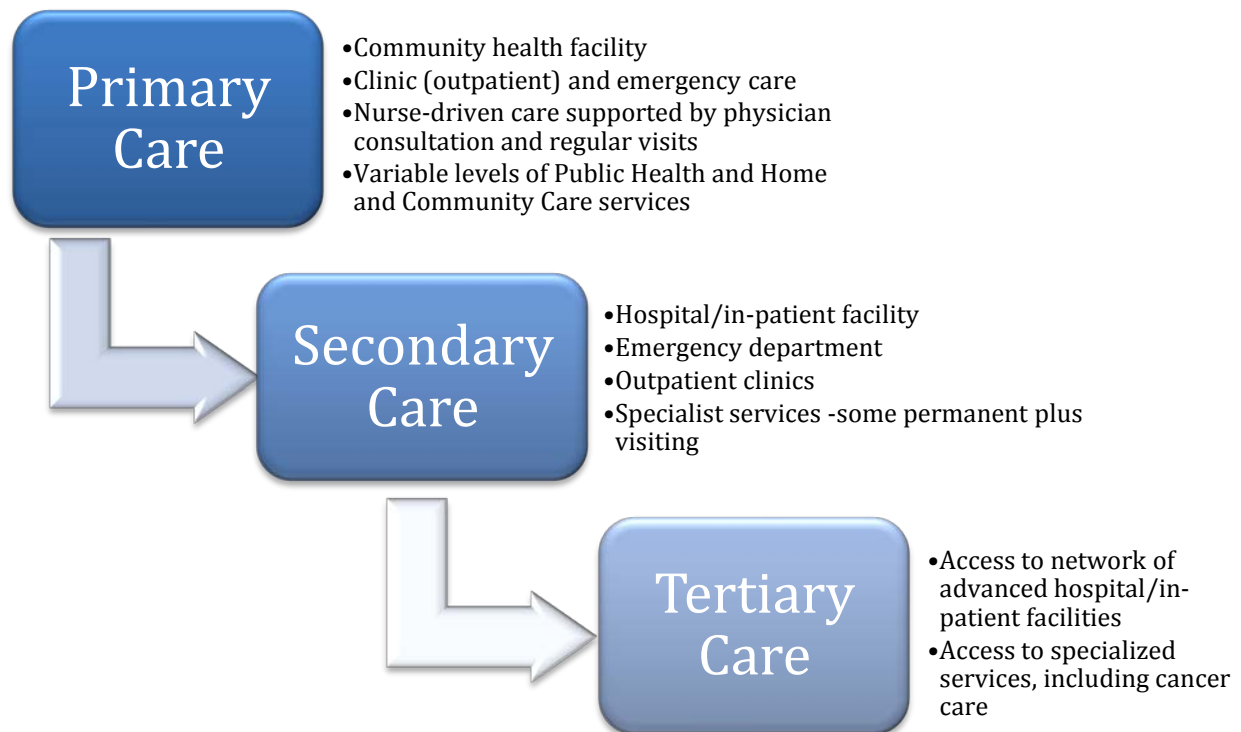 Primary
Care
•Community health facility
•Clinic (outpatient) and emergency care
•Nurse-driven care supported by physician
consultation and regular visits
•Variable levels of Public Health and Home
and Community Care services
Secondary
Care
•Hospital/in-patient facility
•Emergency department
•Outpatient clinics
•Specialist services -some permanent plus
visiting
Tertiary
Care
•Access to network of
advanced hospital/in-
patient facilities
•Access to specialized
services, including cancer
care